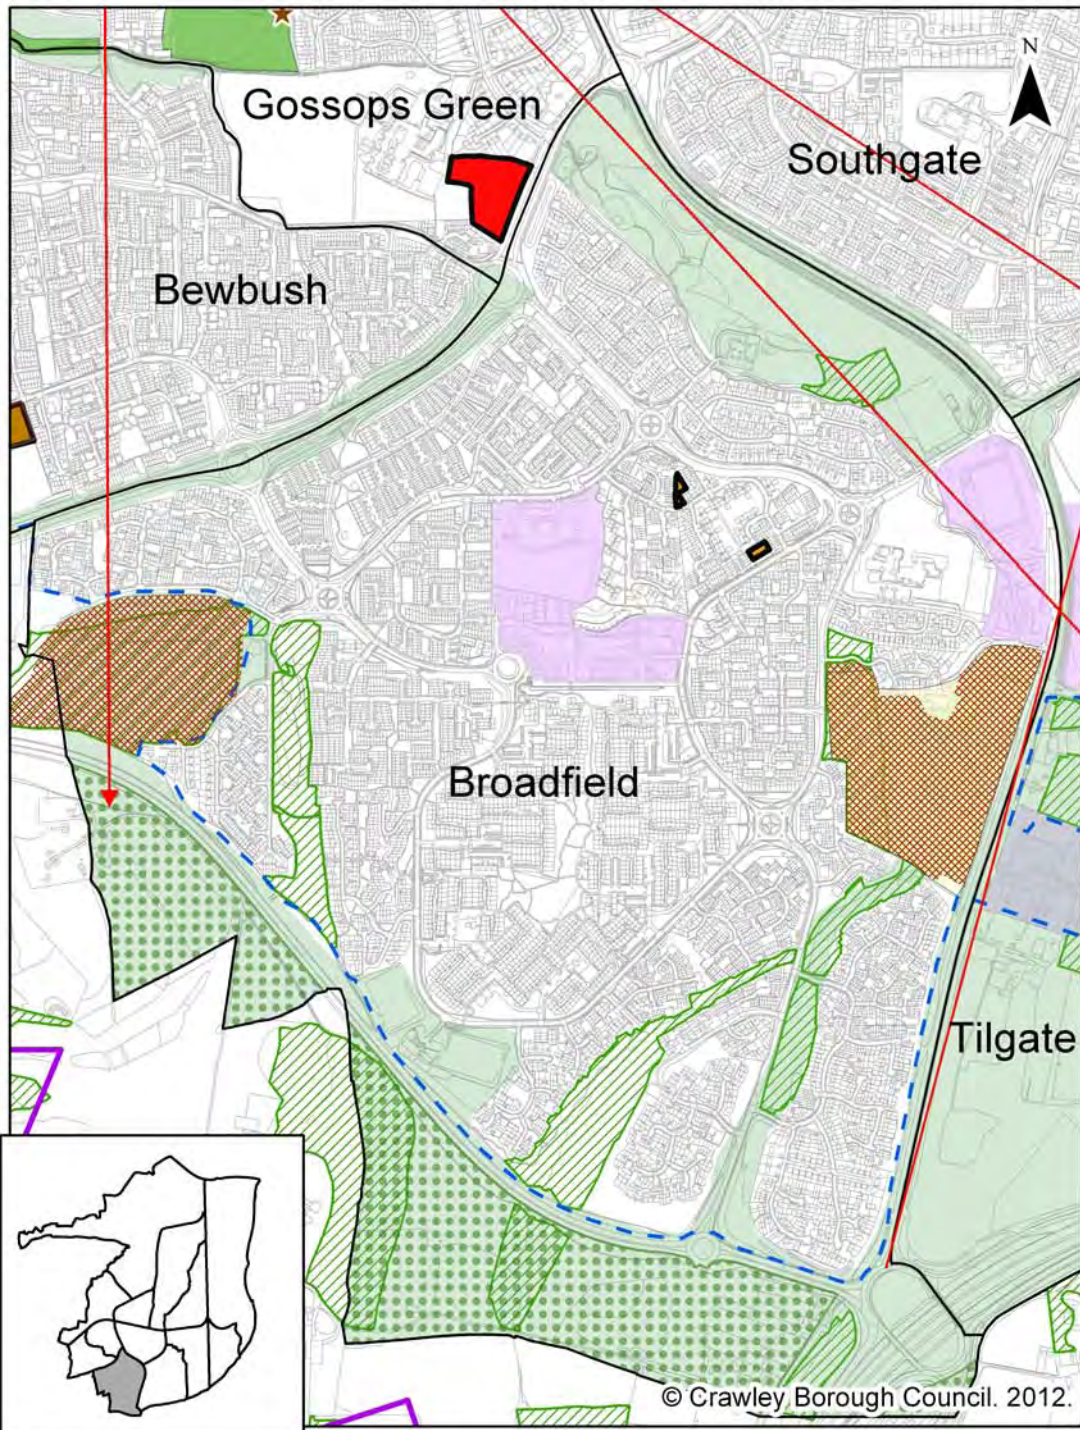 N
Gossops Green
Southgate
Bewbush
Broadfield
Tilgate
© Crawley Borough Council. 2012.